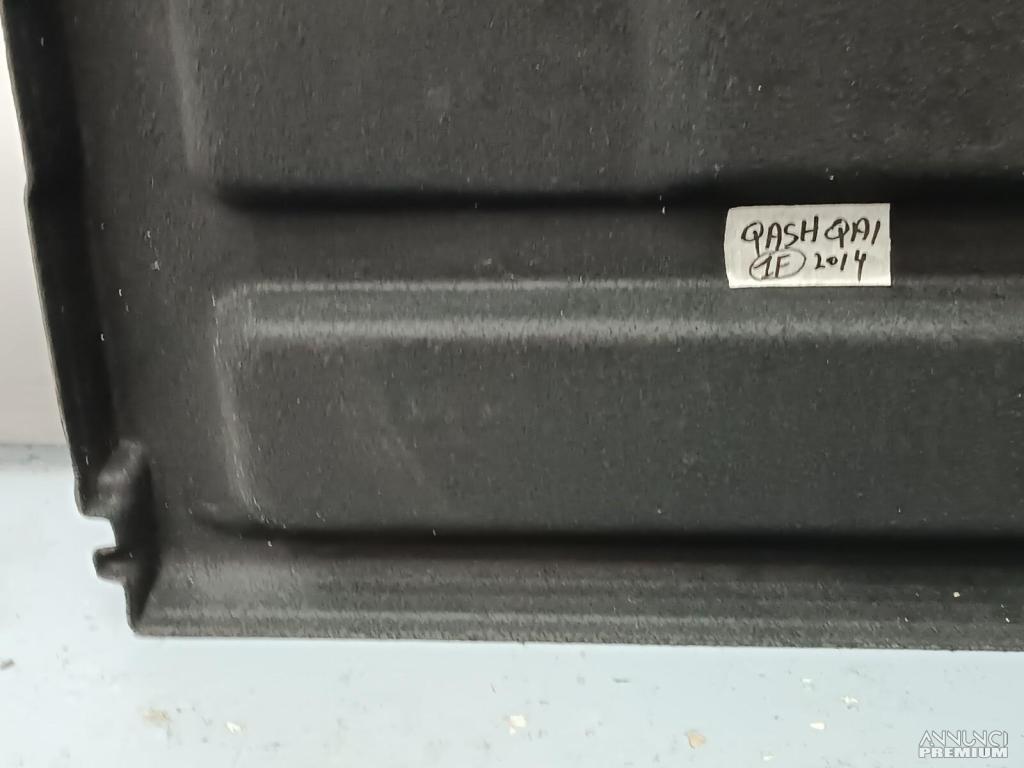 QASHQAI
1F 2014
ANNUNCI
PREMIUM